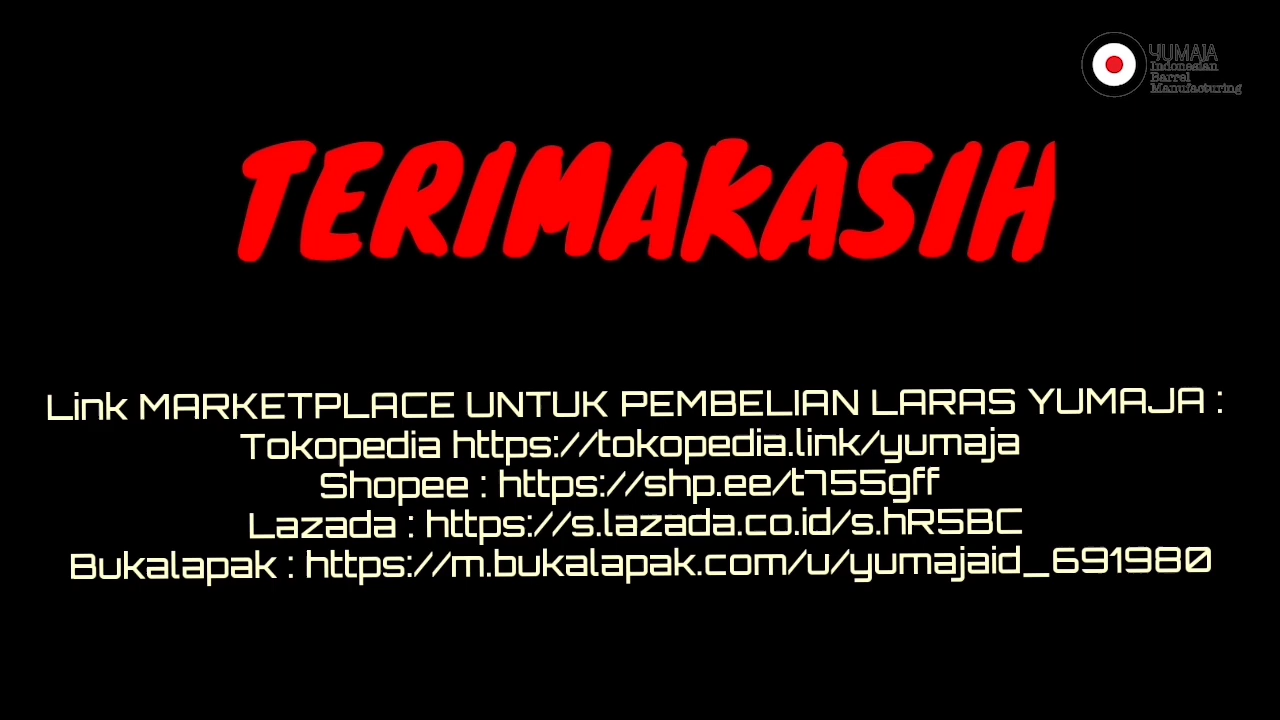 YUMAJA
Indonesian
Barrel
Manufacturing
TERIMAKASIH
Link MARKETPLACE UNTUK PEMBELIAN LARAS YUMAJA :
Tokopedia https://tokopedia.link/yumaja
Shopee : https://shp.ee/t755gff
Lazada : https://s.lazada.co.id/s.hR5BC
Bukalapak : https://m.bukalapak.com/u/yumajaid_691980